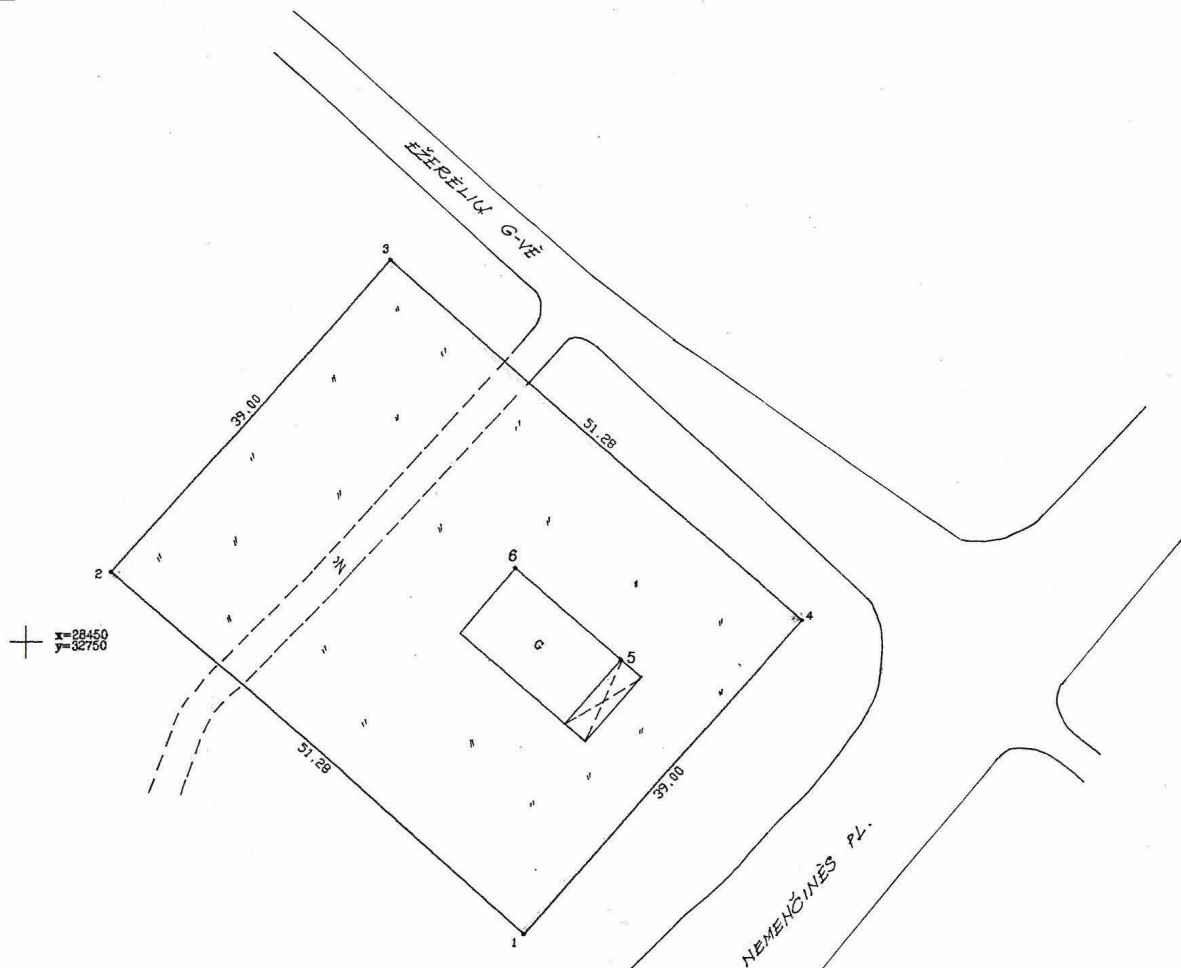 EŽERĖLIŲ G-VĖ
3
39.00
51.28
2
6
4
x=28450
y=32750
G
5
51.28
39.00
1
NEMENČINĖS PL.